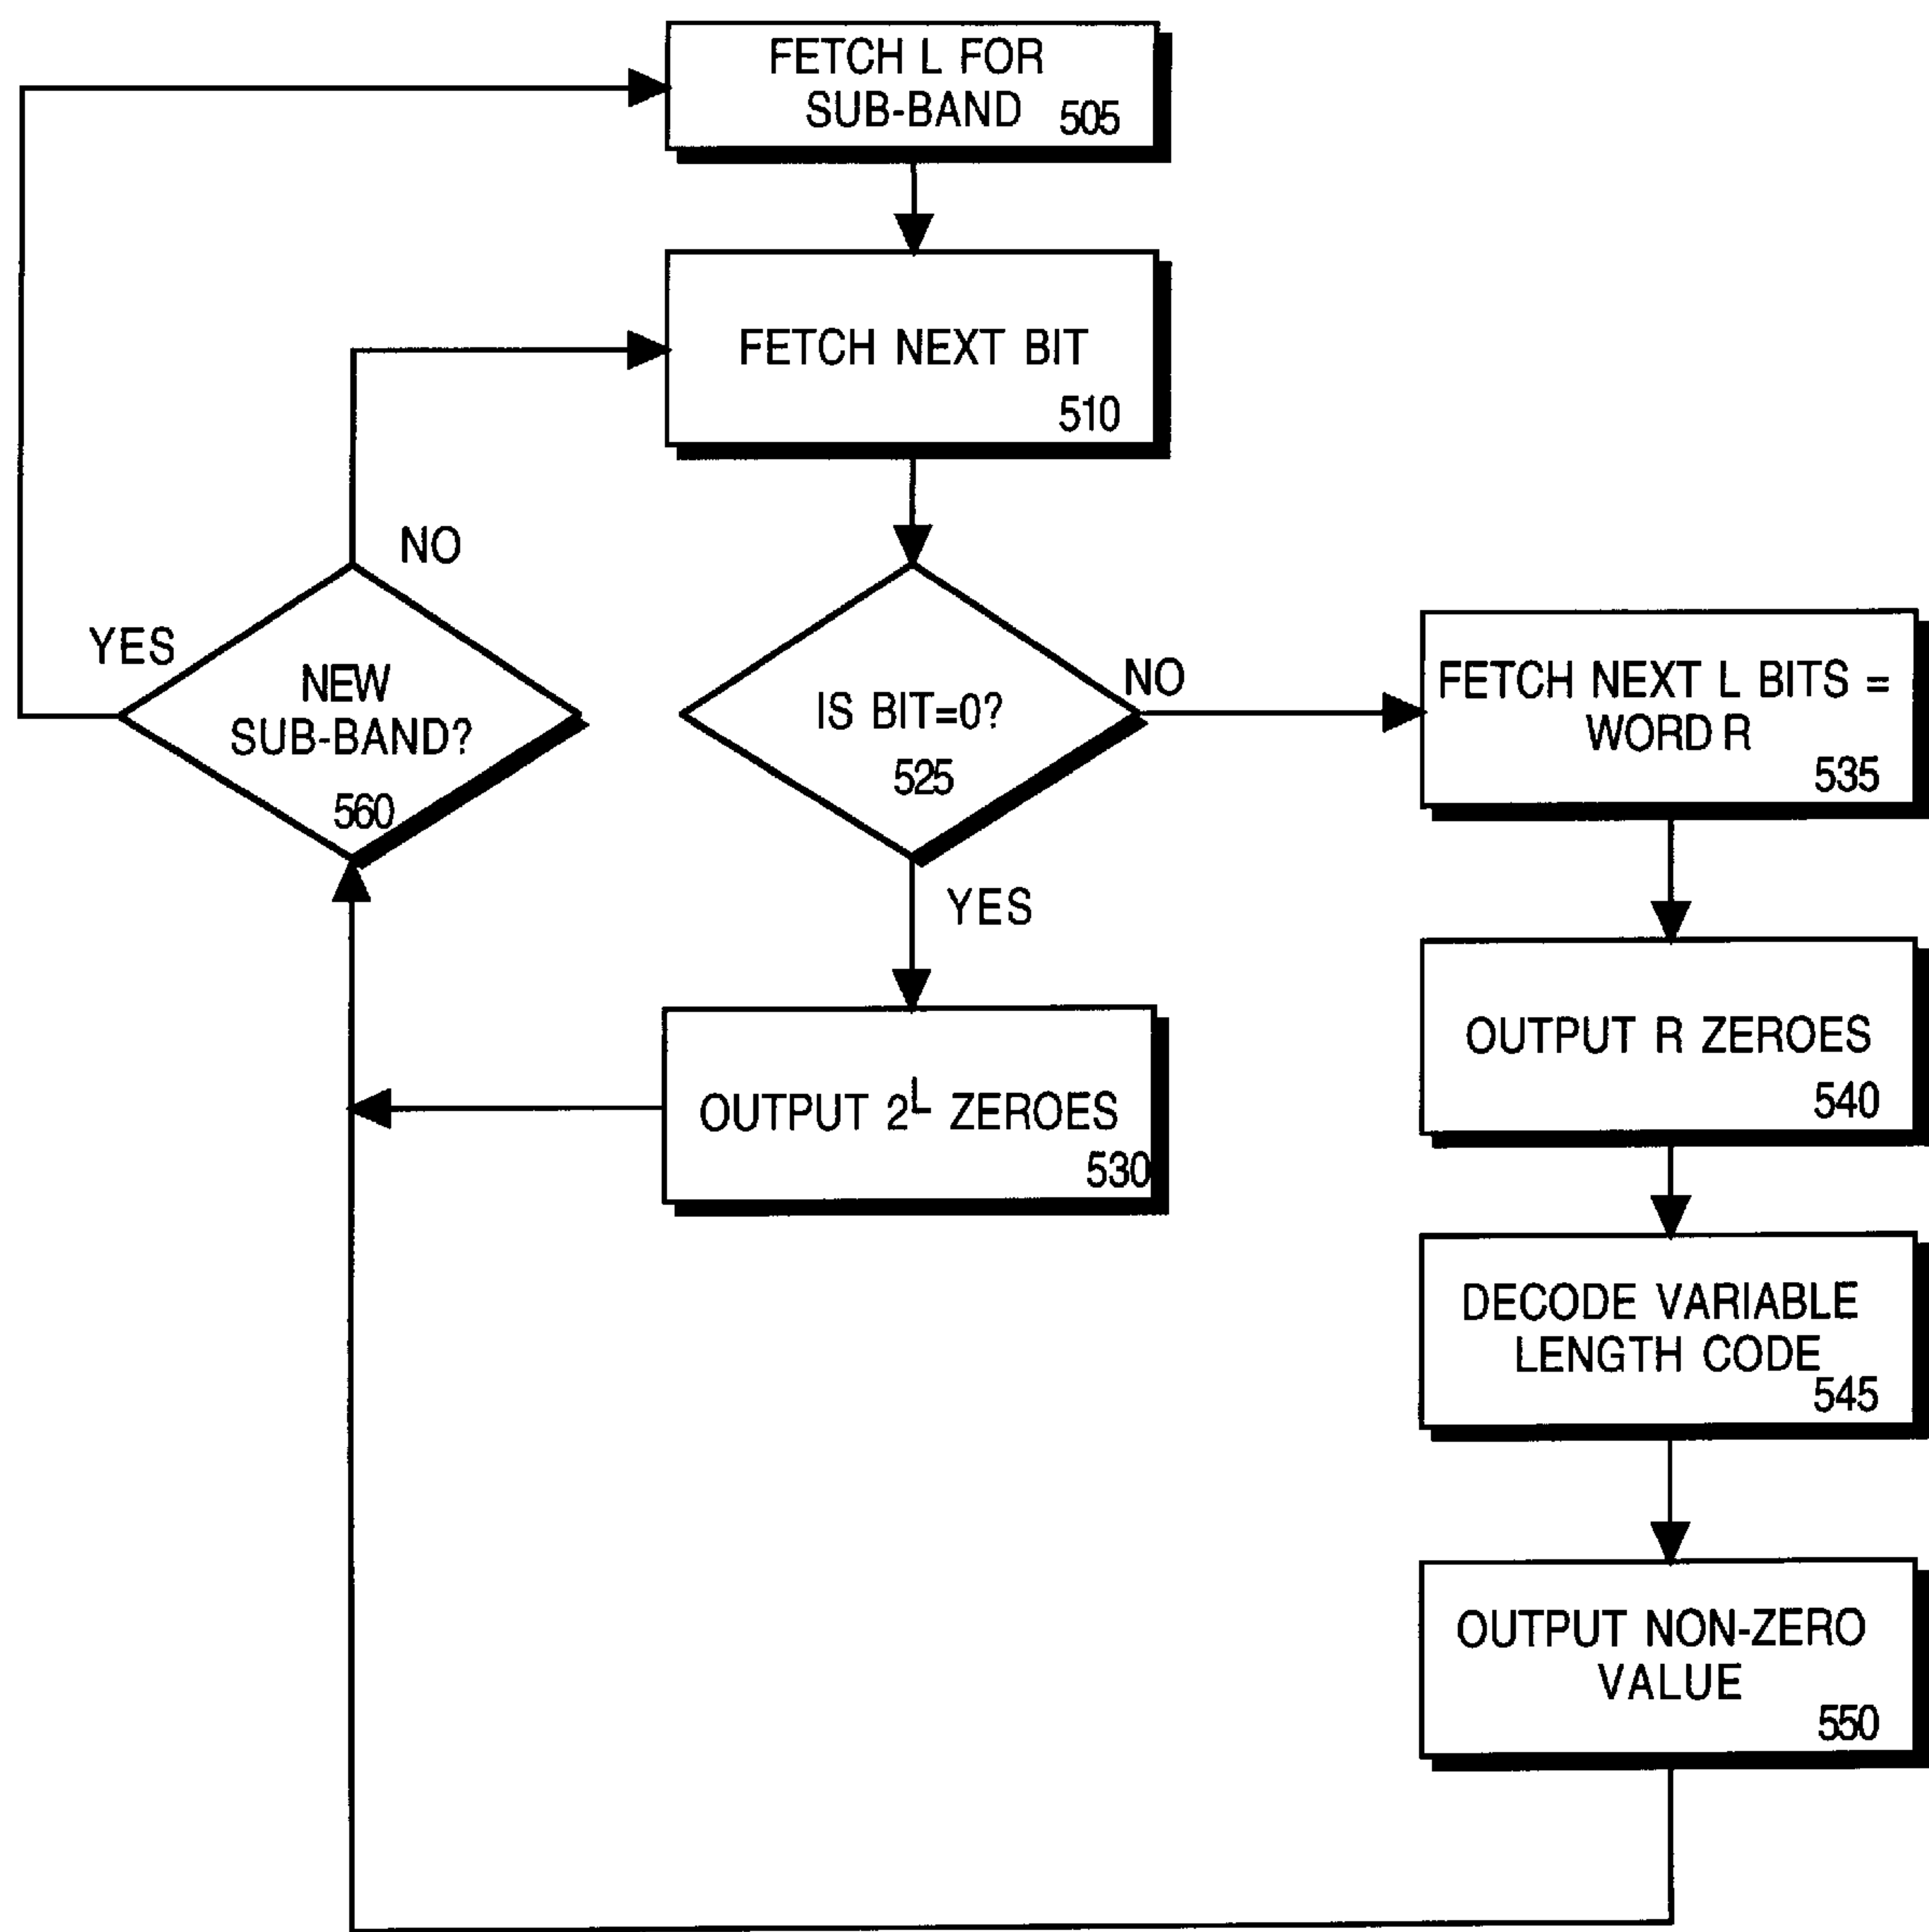 FETCH L FOR
SUB-BAND 505
FETCH NEXT BIT
510
NO
YES
NEW
SUB-BAND?
560
IS BIT=0?
525
NO
YES
FETCH NEXT L BITS =
WORD R
535
OUTPUT 2^L ZEROES
530
OUTPUT R ZEROES
540
DECODE VARIABLE
LENGTH CODE
545
OUTPUT NON-ZERO
VALUE
550